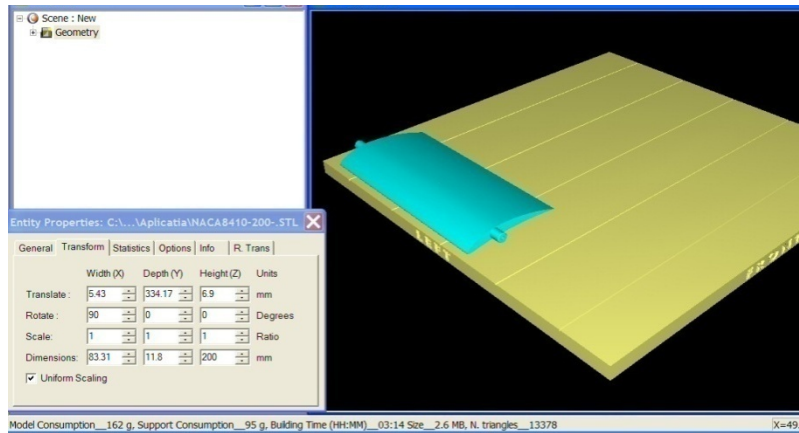 Scene : New
Geometry
Entity Properties: C:\...\Aplicatia\NACA8410-200-.STL
General Transform Statistics Options Info R. Trans
Width (X) Depth (Y) Height (Z) Units
Translate : 5.43 334.17 6.9 mm
Rotate : 90 0 0 Degrees
Scale: 1 1 1 Ratio
Dimensions: 83.31 11.8 200 mm
Uniform Scaling
LEFT
FRONT
Model Consumption__162 g, Support Consumption__95 g, Building Time (HH:MM)__03:14 Size__2.6 MB, N. triangles__13378
X=49.